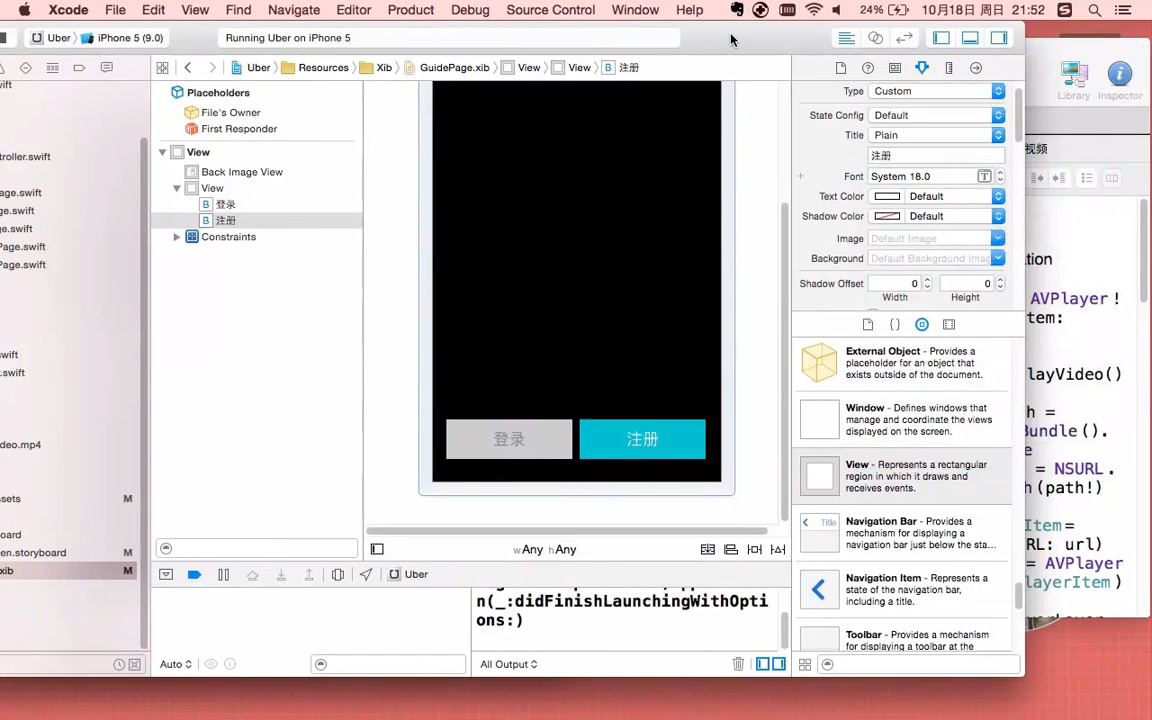 Xcode File Edit View Find Navigate Editor Product Debug Source Control Window Help 24% 10月18日 周日 21:52
Uber iPhone 5 (9.0) Running Uber on iPhone 5
Uber Resources Xib GuidePage.xib View View B 注册
ift
troller.swift
age.swift
ge.swift
e.swift
Page.swift
Page.swift
swift
r.swift
deo.mp4
ssets M
board
en.storyboard M
xib M
Placeholders
File's Owner
First Responder
View
Back Image View
View
B 登录
B 注册
Constraints
登录 注册
wAny hAny
Uber
n(_:didFinishLaunchingWithOpti
ons:)
Auto
All Output
Type Custom
State Config Default
Title Plain
注册
Font System 18.0
Text Color Default
Shadow Color Default
Image Default Image
Background Default Background Imag
Shadow Offset 0 0
Width Height
External Object - Provides a
placeholder for an object that
exists outside of the document.
Window - Defines windows that
manage and coordinate the views
displayed on the screen.
View - Represents a rectangular
region in which it draws and
receives events.
Title
Navigation Bar - Provides a
mechanism for displaying a
navigation bar just below the sta...
Navigation Item - Represents a
state of the navigation bar,
including a title.
Toolbar - Provides a mechanism
for displaying a toolbar at the
Library Inspector
视频
tion
AVPlayer!
tem:
layVideo()
h =
Bundle().
e
= NSURL.
h(path!)
Item=
RL: url)
= AVPlayer
layerItem)